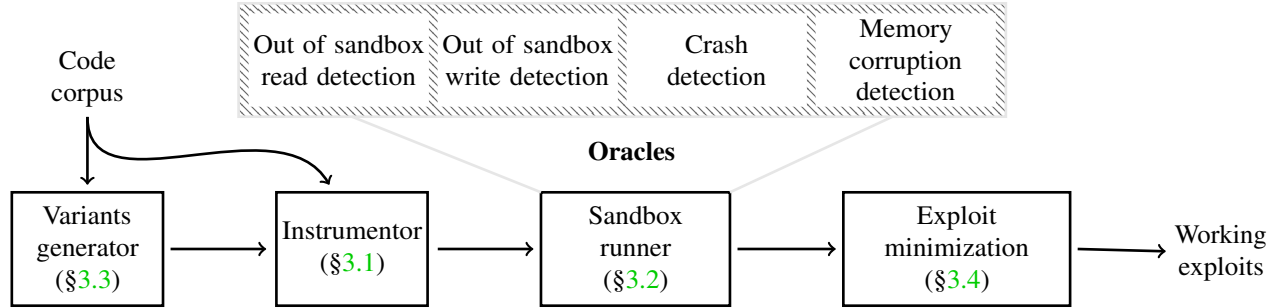 Out of sandbox
read detection
Out of sandbox
write detection
Crash
detection
Memory
corruption
detection
Code
corpus
Oracles
Variants
generator
(§3.3)
Instrumentor
(§3.1)
Sandbox
runner
(§3.2)
Exploit
minimization
(§3.4)
Working
exploits